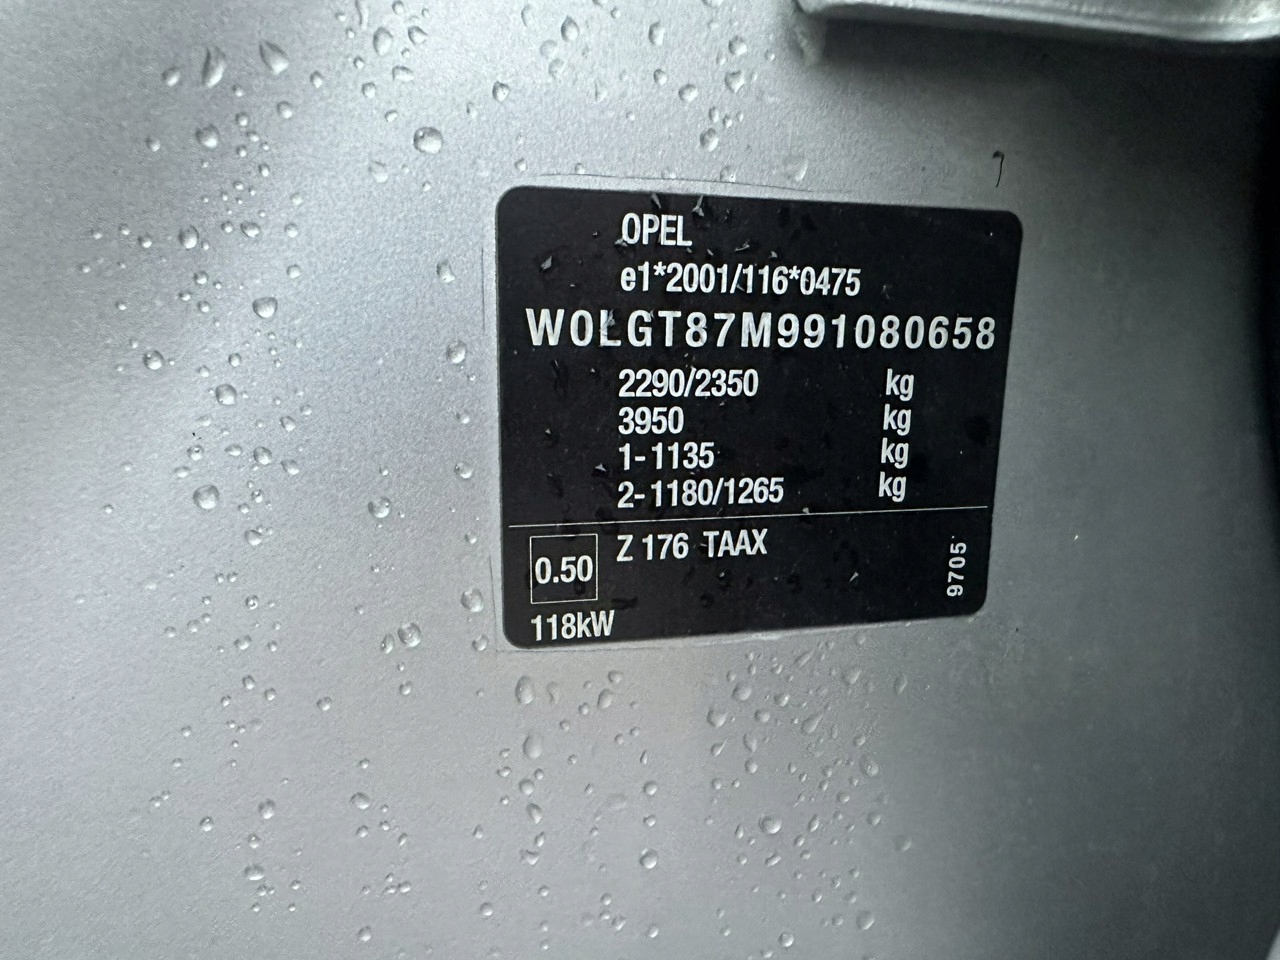 OPEL
e1*2001/116*0475
W0LGT87M991080658
2290/2350 kg
3950 kg
1-1135 kg
2-1180/1265 kg
0.50 Z 176 TAAX
9705
118kW